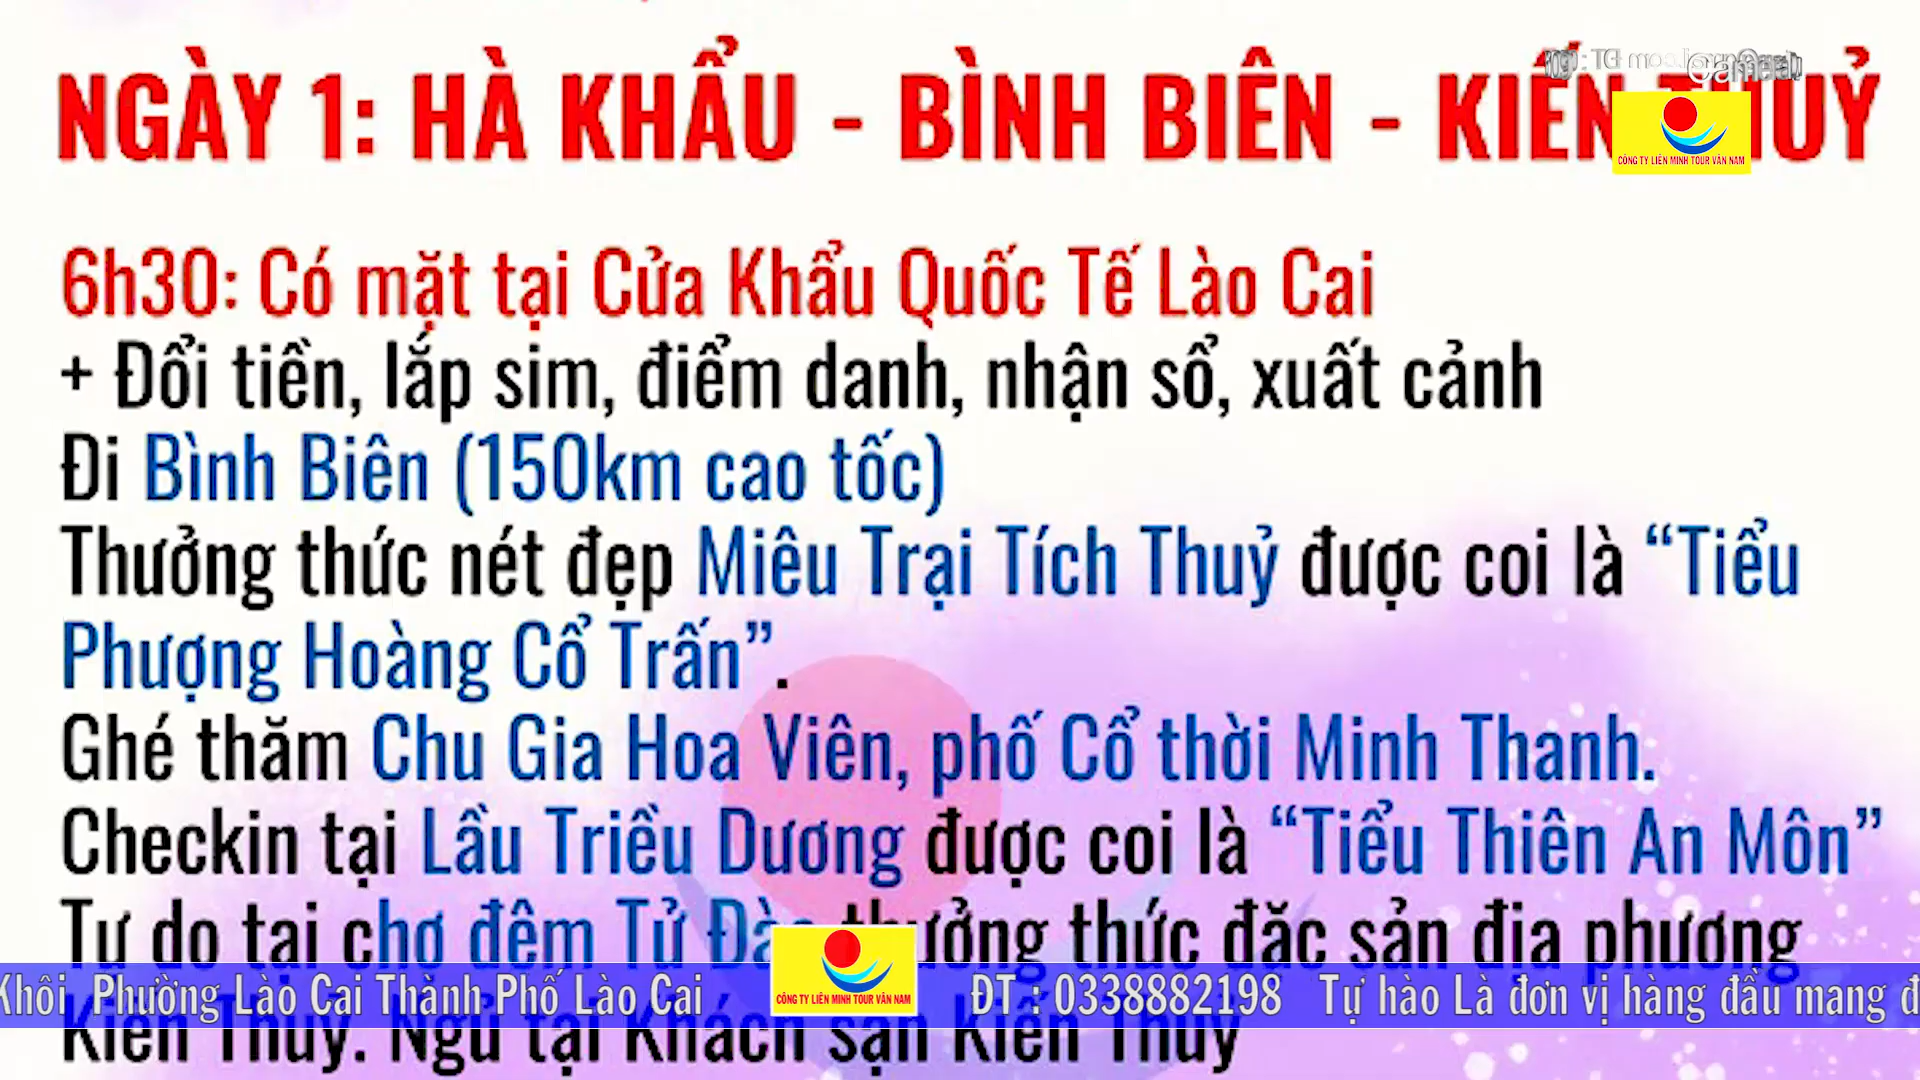 NGÀY 1: HÀ KHẨU - BÌNH BIÊN - KIẾN THUỶ
CÔNG TY LIÊN MINH TOUR VÂN NAM
6h30: Có mặt tại Cửa Khẩu Quốc Tế Lào Cai
+ Đổi tiền, lắp sim, điểm danh, nhận sổ, xuất cảnh
Đi Bình Biên (150km cao tốc)
Thưởng thức nét đẹp Miêu Trại Tích Thuỷ được coi là “Tiểu
Phượng Hoàng Cổ Trấn”.
Ghé thăm Chu Gia Hoa Viên, phố Cổ thời Minh Thanh.
Checkin tại Lầu Triều Dương được coi là “Tiểu Thiên An Môn”
Tự do tại chợ đêm Tử Đào thưởng thức đặc sản địa phương
Khôi Phường Lào Cai Thành Phố Lào Cai
CÔNG TY LIÊN MINH TOUR VÂN NAM
ĐT : 0338882198 Tự hào Là đơn vị hàng đầu mang
Kiến Thuỷ. Ngủ tại Khách sạn Kiến Thuỷ